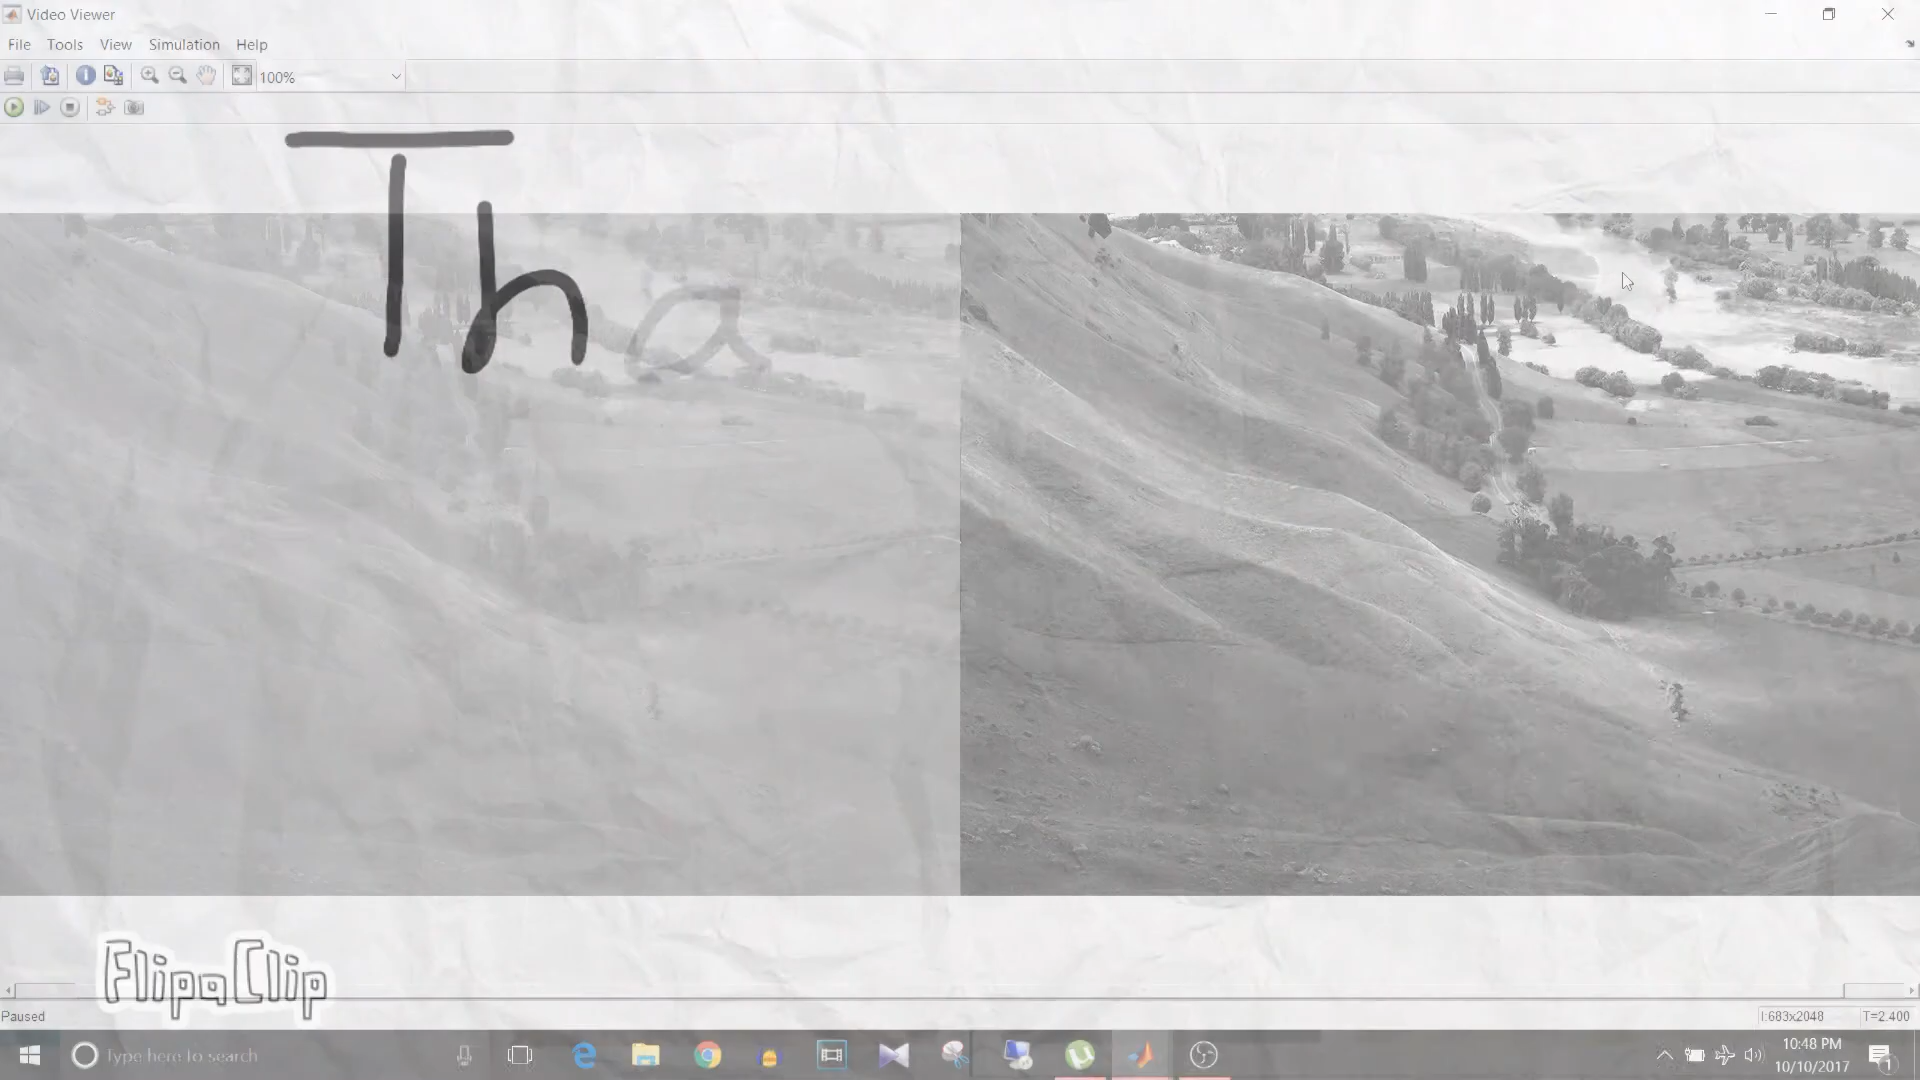 Video Viewer
File Tools View Simulation Help
100%
Tha
FlipaClip
Paused
I:683x2048 T=2.400
Type here to search
10:48 PM
10/10/2017
1